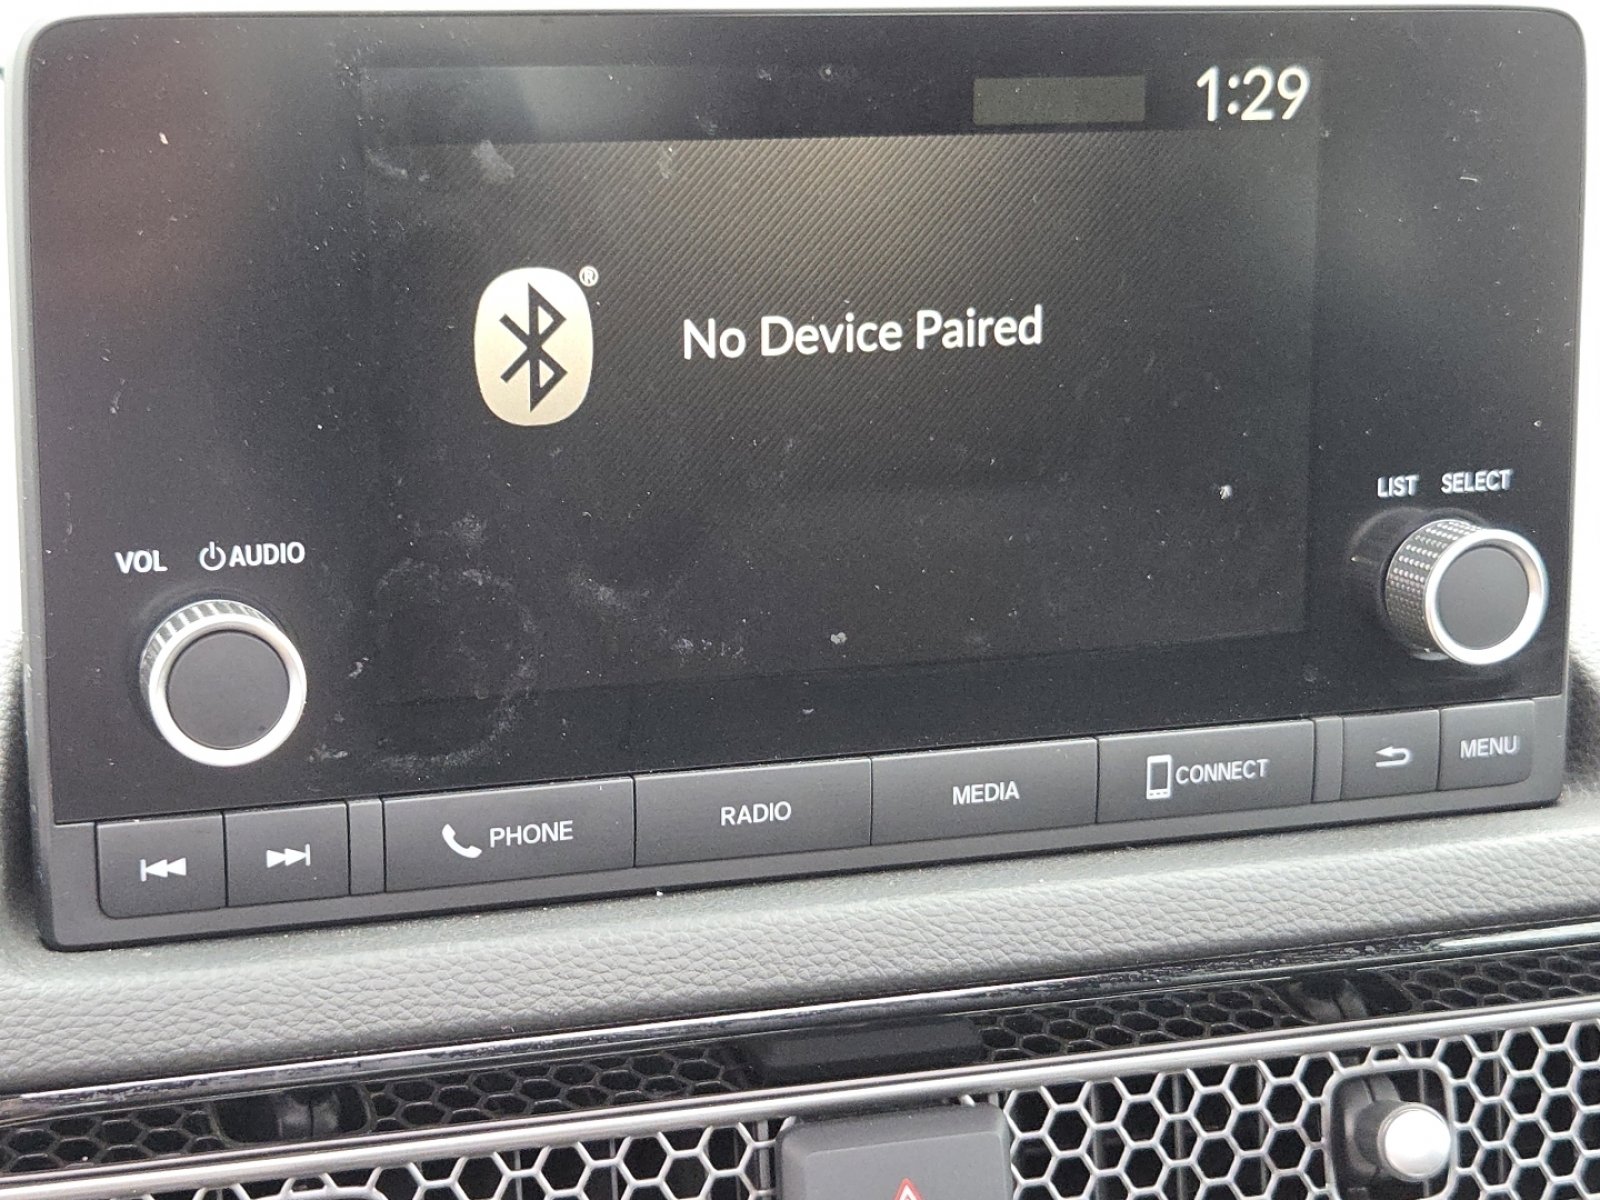 1:29
®
No Device Paired
LIST SELECT
VOL AUDIO
PHONE
RADIO
MEDIA
CONNECT
MENU